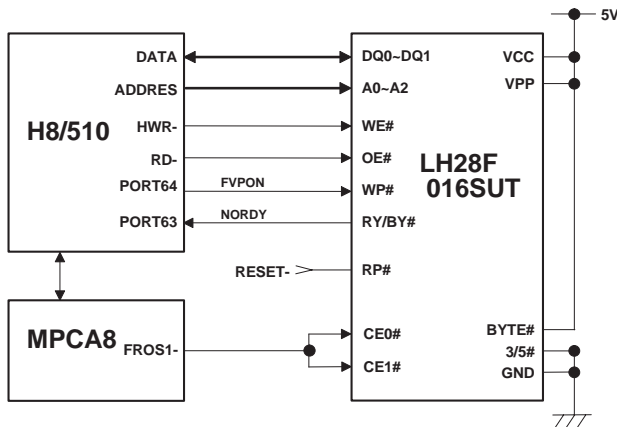 5V
DATA
DQ0~DQ1
VCC
ADDRES
A0~A2
VPP
H8/510
HWR-
WE#
RD-
OE#
LH28F
016SUT
PORT64
FVPON
WP#
PORT63
NORDY
RY/BY#
RESET-
RP#
MPCA8
FROS1-
CE0#
BYTE#
3/5#
CE1#
GND